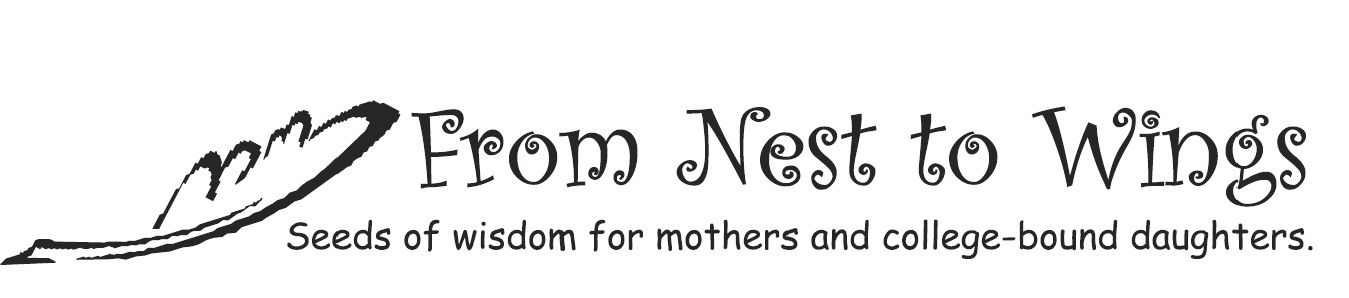 From Nest to Wings
Seeds of wisdom for mothers and college-bound daughters.